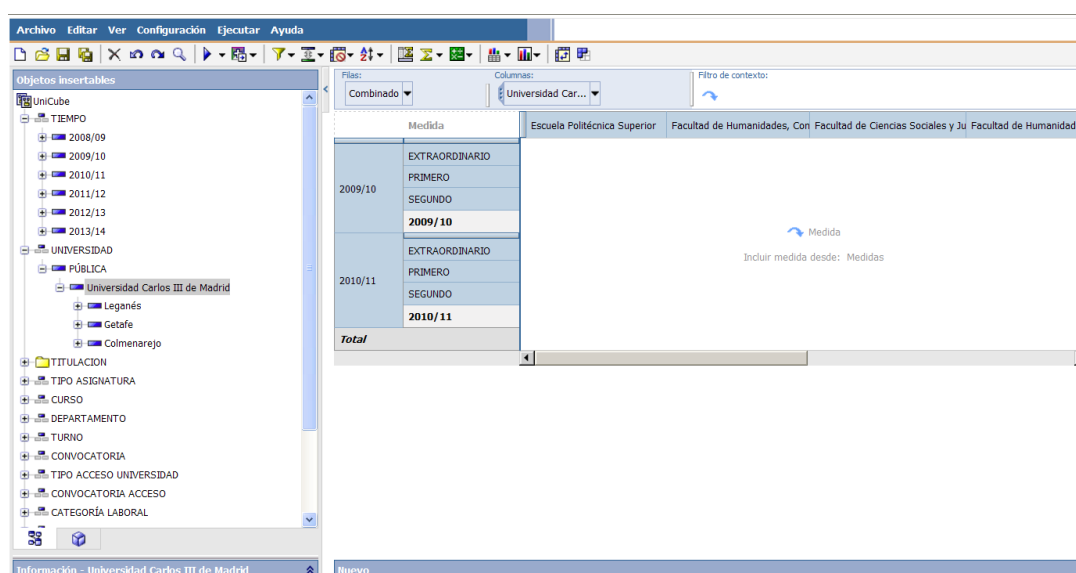 Archivo Editar Ver Configuración Ejecutar Ayuda
Objetos insertables
UniCube
TIEMPO
2008/09
2009/10
2010/11
2011/12
2012/13
2013/14
UNIVERSIDAD
PÚBLICA
Universidad Carlos III de Madrid
Leganés
Getafe
Colmenarejo
TITULACION
TIPO ASIGNATURA
CURSO
DEPARTAMENTO
TURNO
CONVOCATORIA
TIPO ACCESO UNIVERSIDAD
CONVOCATORIA ACCESO
CATEGORÍA LABORAL
Información - Universidad Carlos III de Madrid
Filas: Columnas: Filtro de contexto:
Combinado Universidad Car...
Medida Escuela Politécnica Superior Facultad de Humanidades, Con Facultad de Ciencias Sociales y Ju Facultad de Humanidad
2009/10
EXTRAORDINARIO
PRIMERO
SEGUNDO
2009/10
2010/11
EXTRAORDINARIO
PRIMERO
SEGUNDO
2010/11
Total
Medida
Incluir medida desde: Medidas
Nuevo